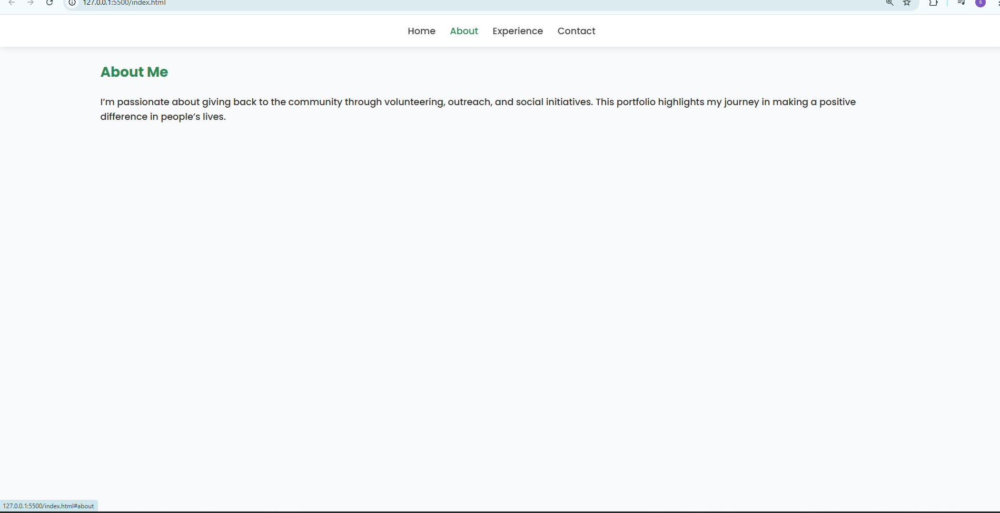 127.0.0.1:5500/index.html
S
Home About Experience Contact
About Me
I’m passionate about giving back to the community through volunteering, outreach, and social initiatives. This portfolio highlights my journey in making a positive
difference in people’s lives.
127.0.0.1:5500/index.html#about